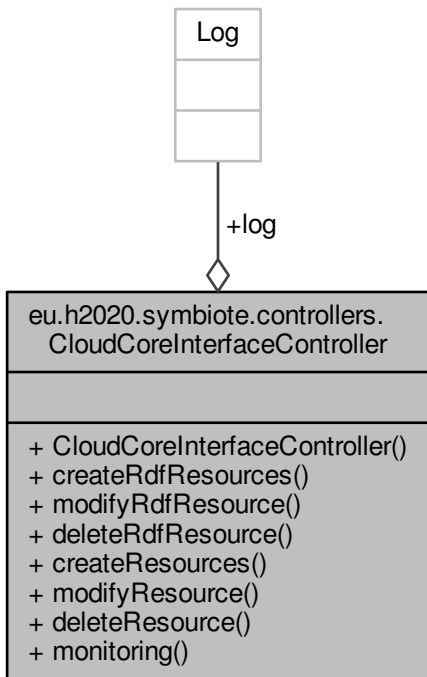 Log
+log
eu.h2020.symbiote.controllers.
CloudCoreInterfaceController
+ CloudCoreInterfaceController()
+ createRdfResources()
+ modifyRdfResource()
+ deleteRdfResource()
+ createResources()
+ modifyResource()
+ deleteResource()
+ monitoring()